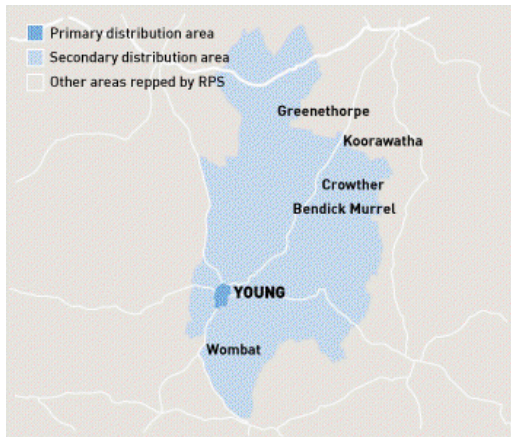 Primary distribution area
Secondary distribution area
Other areas repped by RPS
Greenethorpe
Koorawatha
Crowther
Bendick Murrel
YOUNG
Wombat